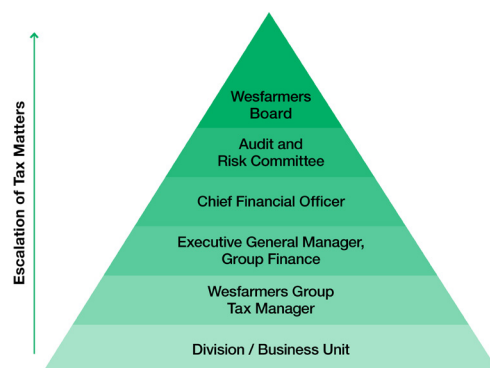 Escalation of Tax Matters
Wesfarmers
Board
Audit and
Risk Committee
Chief Financial Officer
Executive General Manager,
Group Finance
Wesfarmers Group
Tax Manager
Division / Business Unit